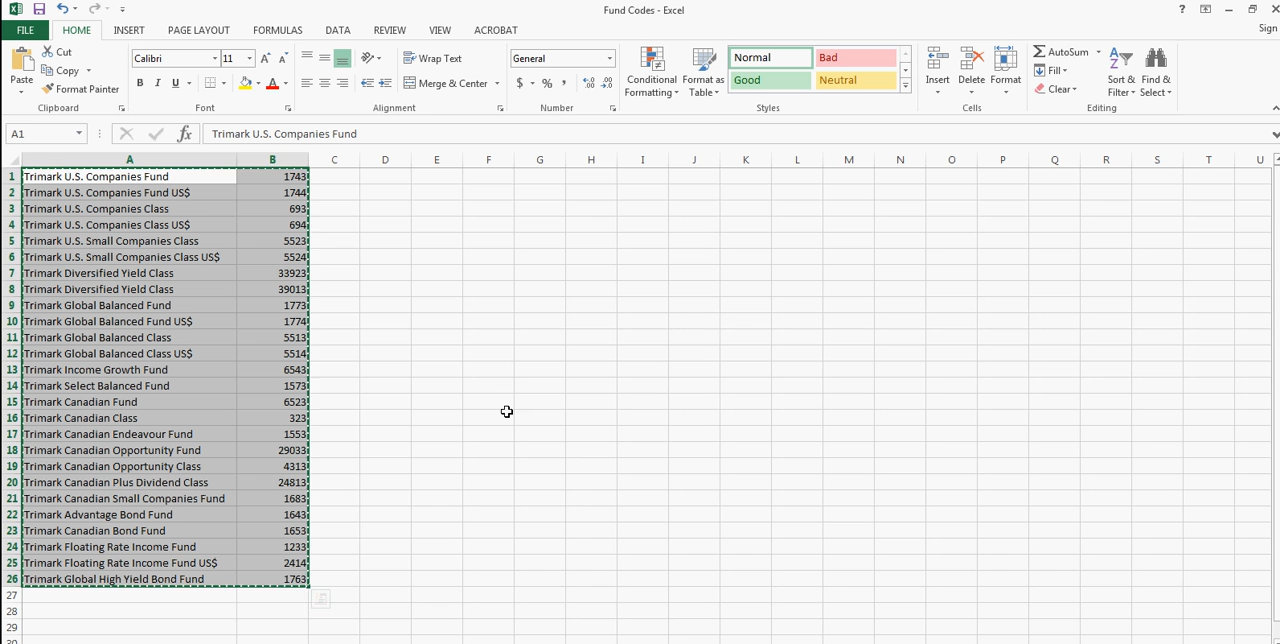 Fund Codes - Excel
?
Sign
FILE HOME INSERT PAGE LAYOUT FORMULAS DATA REVIEW VIEW ACROBAT
Paste
Cut
Copy
Format Painter
Clipboard
Calibri 11
B I U
Font
Wrap Text
Merge & Center
Alignment
General
$ % ,
Number
Conditional Formatting
Format as Table
Normal Bad
Good Neutral
Styles
Insert Delete Format
Cells
AutoSum
Fill
Clear
Sort & Filter
Find & Select
Editing
A1 fx Trimark U.S. Companies Fund
A B C D E F G H I J K L M N O P Q R S T U
1 Trimark U.S. Companies Fund 1743
2 Trimark U.S. Companies Fund US$ 1744
3 Trimark U.S. Companies Class 693
4 Trimark U.S. Companies Class US$ 694
5 Trimark U.S. Small Companies Class 5523
6 Trimark U.S. Small Companies Class US$ 5524
7 Trimark Diversified Yield Class 33923
8 Trimark Diversified Yield Class 39013
9 Trimark Global Balanced Fund 1773
10 Trimark Global Balanced Fund US$ 1774
11 Trimark Global Balanced Class 5513
12 Trimark Global Balanced Class US$ 5514
13 Trimark Income Growth Fund 6543
14 Trimark Select Balanced Fund 1573
15 Trimark Canadian Fund 6523
16 Trimark Canadian Class 323
17 Trimark Canadian Endeavour Fund 1553
18 Trimark Canadian Opportunity Fund 29033
19 Trimark Canadian Opportunity Class 4313
20 Trimark Canadian Plus Dividend Class 24813
21 Trimark Canadian Small Companies Fund 1683
22 Trimark Advantage Bond Fund 1643
23 Trimark Canadian Bond Fund 1653
24 Trimark Floating Rate Income Fund 1233
25 Trimark Floating Rate Income Fund US$ 2414
26 Trimark Global High Yield Bond Fund 1763
27
28
29
30